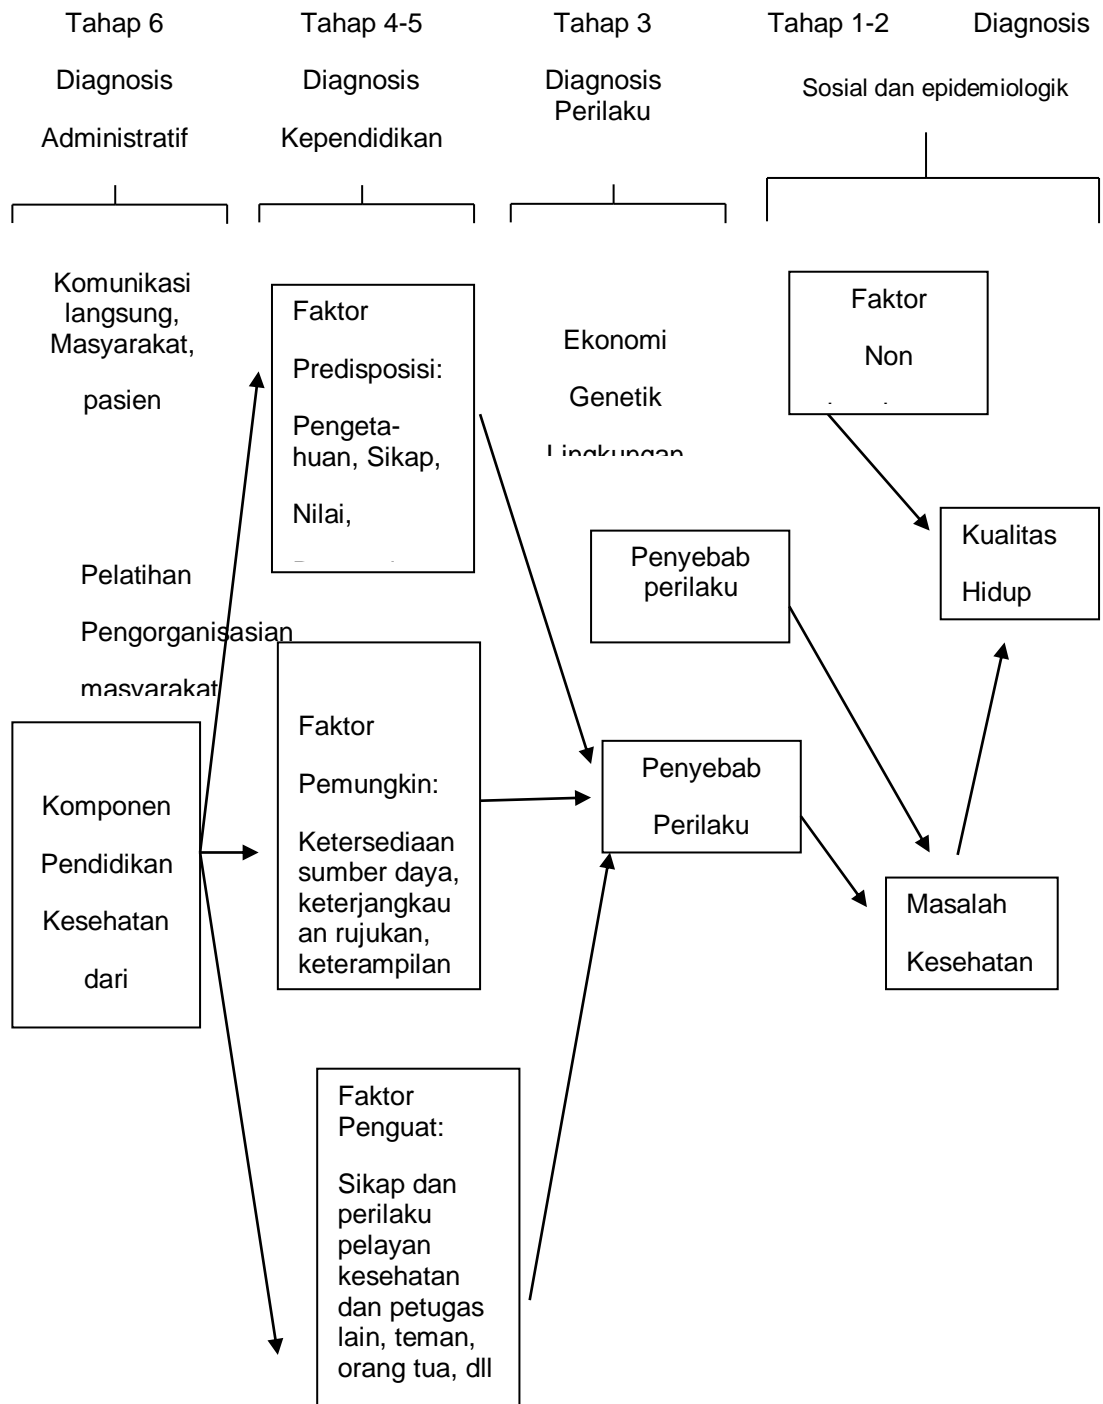 Tahap 6
Diagnosis
Administratif
Tahap 4-5
Diagnosis
Kependidikan
Tahap 3
Diagnosis
Perilaku
Tahap 1-2 Diagnosis
Sosial dan epidemiologik
Komunikasi
langsung,
Masyarakat,
pasien
Pelatihan
Pengorganisasian
masyarakat
Komponen
Pendidikan
Kesehatan
dari
Faktor
Predisposisi:
Pengeta-
huan, Sikap,
Nilai,
Faktor
Pemungkin:
Ketersediaan
sumber daya,
keterjangkau
an rujukan,
keterampilan
Faktor
Penguat:
Sikap dan
perilaku
pelayan
kesehatan
dan petugas
lain, teman,
orang tua, dll
Ekonomi
Genetik
Lingkungan
Penyebab
perilaku
Penyebab
Perilaku
Faktor
Non
Kualitas
Hidup
Masalah
Kesehatan